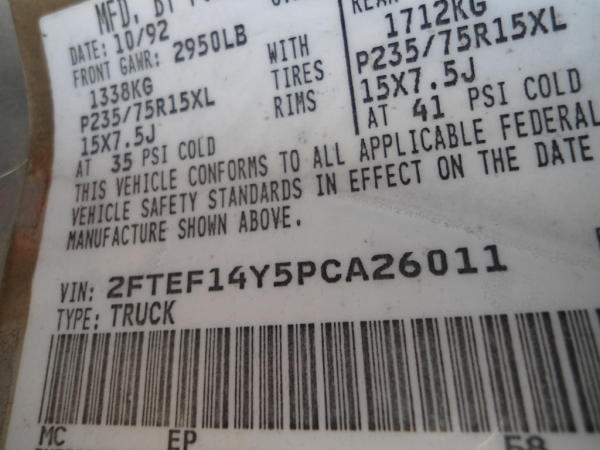 MFD. BY
DATE: 10/92
FRONT GAWR: 2950LB
1338KG
P235/75R15XL
15X7.5J
AT 35 PSI COLD
WITH
TIRES
RIMS
1712KG
P235/75R15XL
15X7.5J
AT 41 PSI COLD
THIS VEHICLE CONFORMS TO ALL APPLICABLE FEDERAL
VEHICLE SAFETY STANDARDS IN EFFECT ON THE DATE
MANUFACTURE SHOWN ABOVE.
VIN: 2FTEF14Y5PCA26011
TYPE: TRUCK
MC EP 58